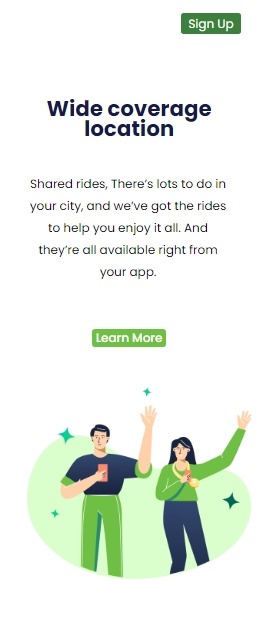 Sign Up
Wide coverage
location
Shared rides, There's lots to do in
your city, and we've got the rides
to help you enjoy it all. And
they're all available right from
your app.
Learn More